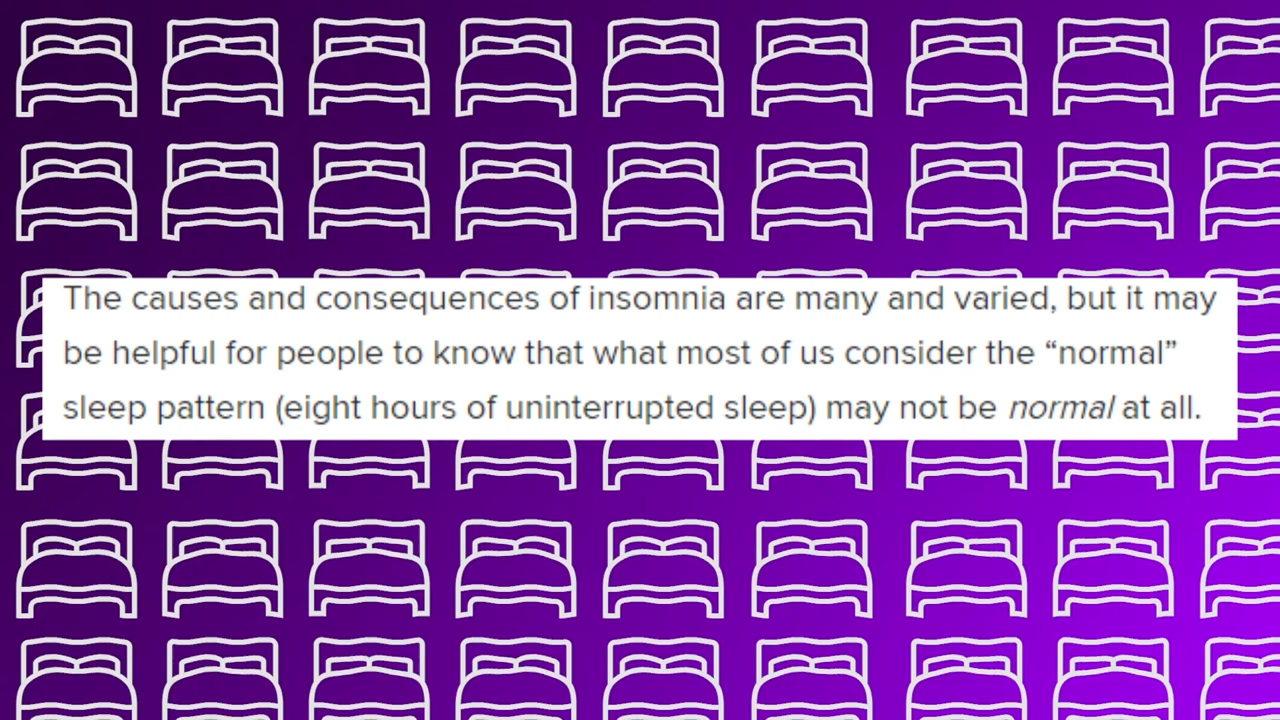 The causes and consequences of insomnia are many and varied, but it may
be helpful for people to know that what most of us consider the “normal”
sleep pattern (eight hours of uninterrupted sleep) may not be normal at all.